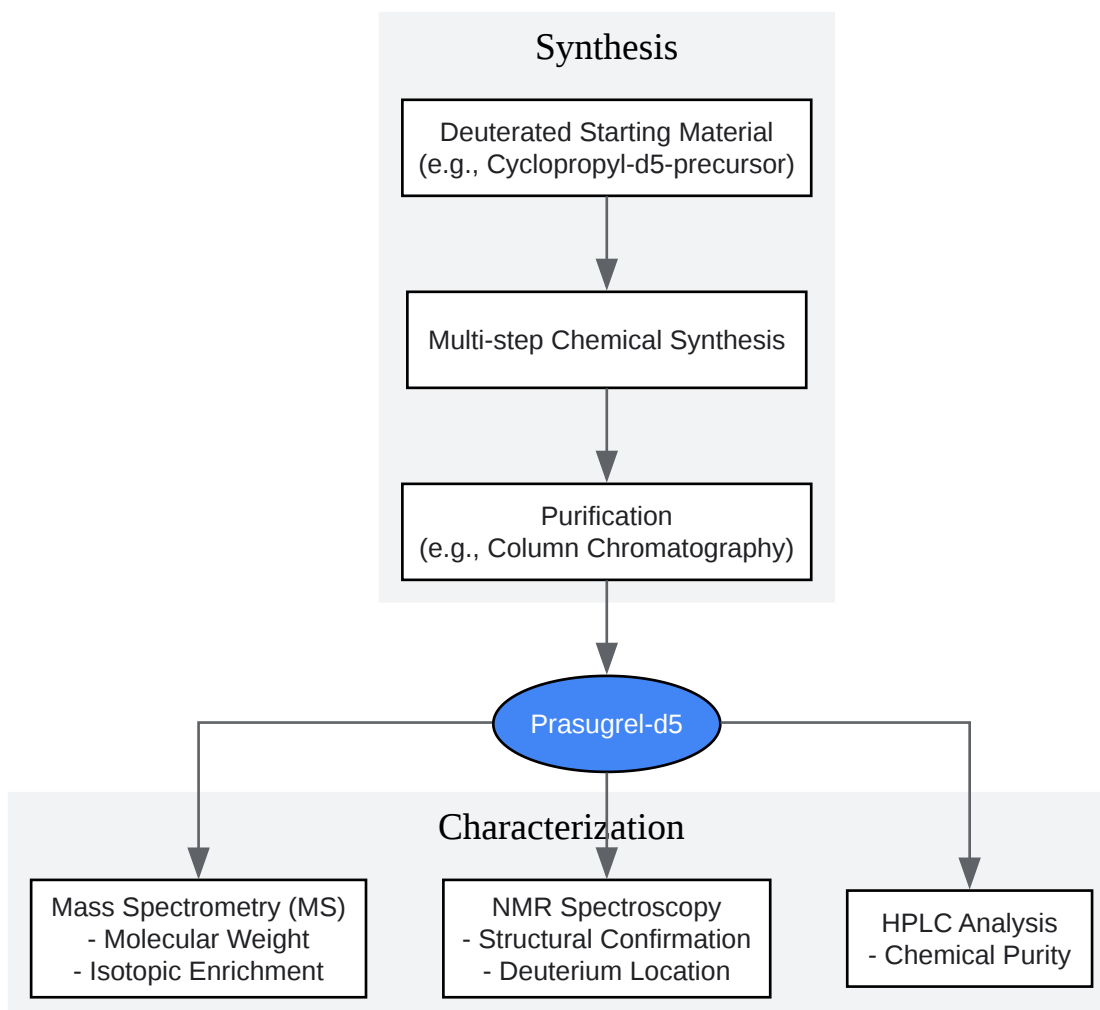 Synthesis
Deuterated Starting Material
(e.g., Cyclopropyl-d5-precursor)
Multi-step Chemical Synthesis
Purification
(e.g., Column Chromatography)
Prasugrel-d5
Characterization
Mass Spectrometry (MS)
- Molecular Weight
- Isotopic Enrichment
NMR Spectroscopy
- Structural Confirmation
- Deuterium Location
HPLC Analysis
- Chemical Purity